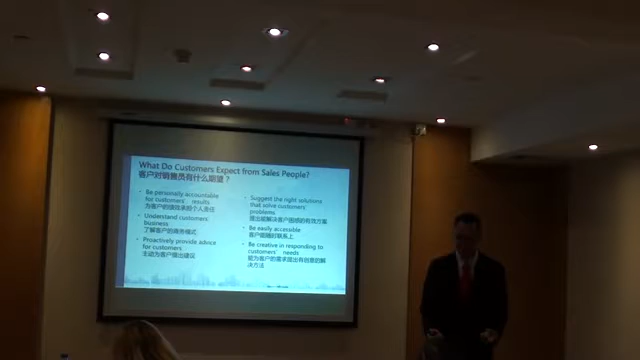 What Do Customers Expect from Sales People?
客户对销售员有什么期望？
• Be personally accountable
for customers' results
为客户的绩效承担个人责任
• Understand customers'
business
了解客户的商务模式
• Proactively provide advice
for customers
主动为客户提出建议
• Suggest the right solutions
that solve customers'
problems
提出能解决客户困惑的有效方案
• Be easily accessible
客户能随时联系上
• Be creative in responding to
customers' needs
能为客户的需求提出有创意的解
决方法